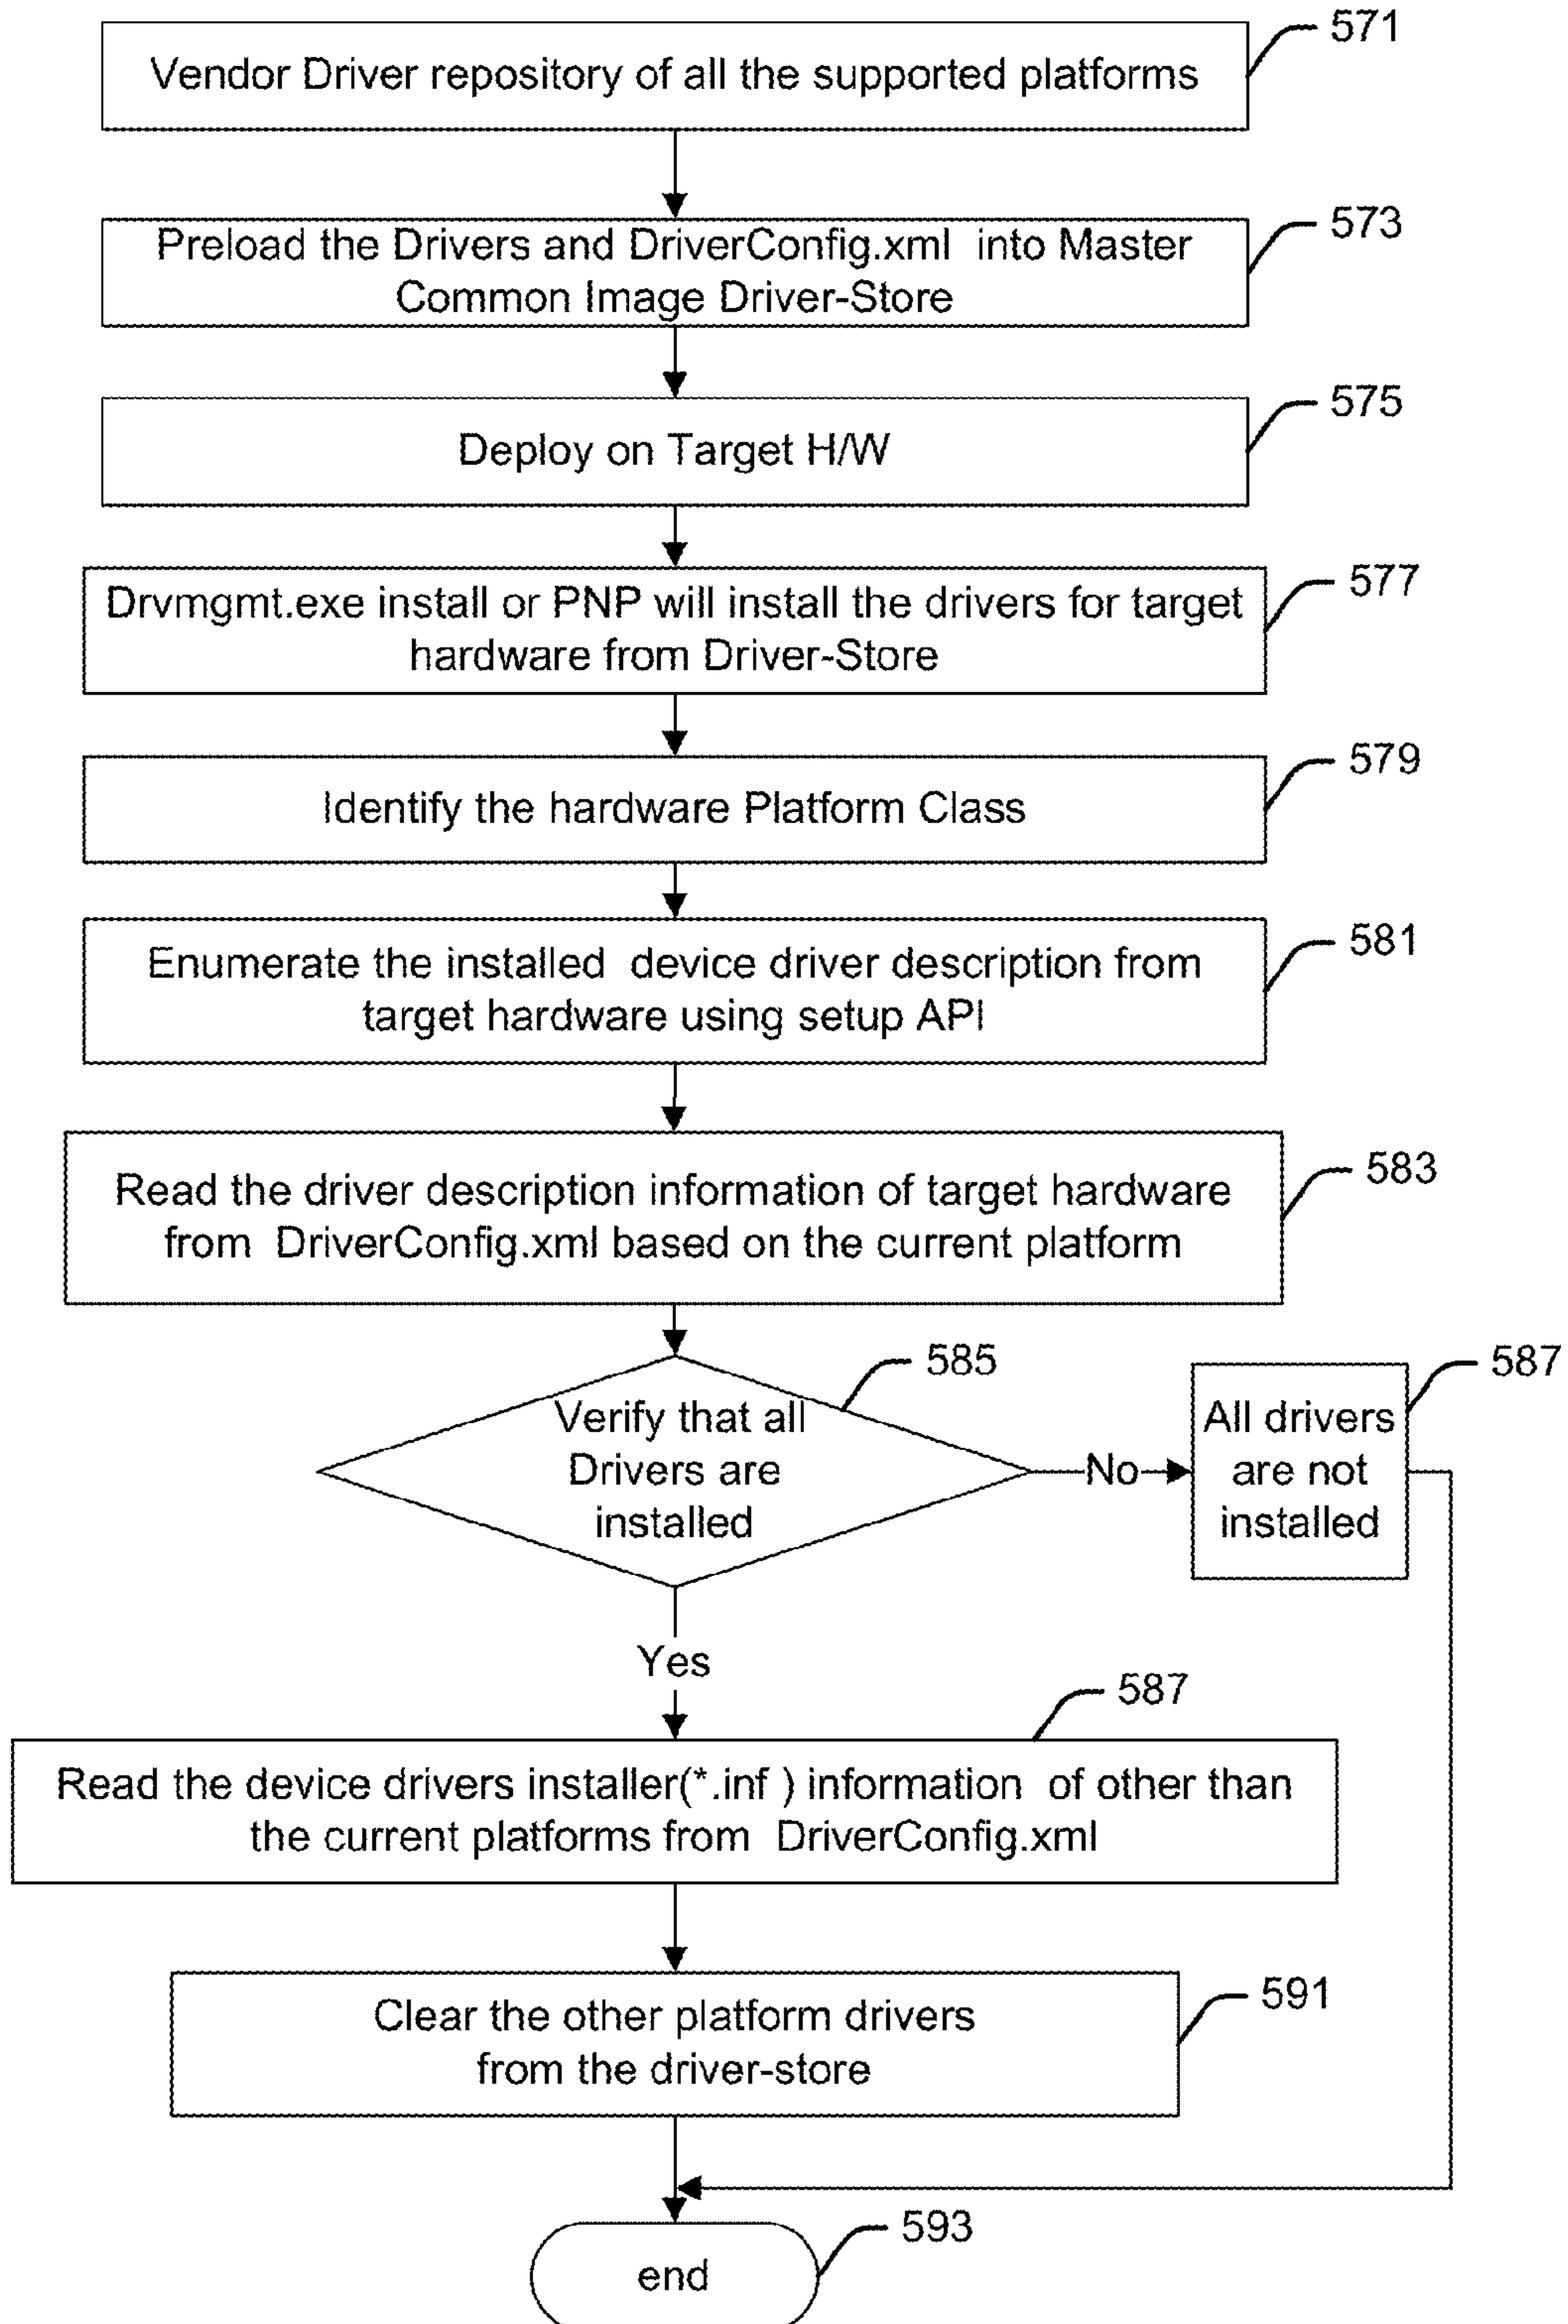 571
Vendor Driver repository of all the supported platforms
573
Preload the Drivers and DriverConfig.xml into Master
Common Image Driver-Store
575
Deploy on Target H/W
577
Drvmgmt.exe install or PNP will install the drivers for target
hardware from Driver-Store
579
Identify the hardware Platform Class
581
Enumerate the installed device driver description from
target hardware using setup API
583
Read the driver description information of target hardware
from DriverConfig.xml based on the current platform
585
Verify that all
Drivers are
installed
No
587
All drivers
are not
installed
Yes
587
Read the device drivers installer(*.inf ) information of other than
the current platforms from DriverConfig.xml
591
Clear the other platform drivers
from the driver-store
593
end